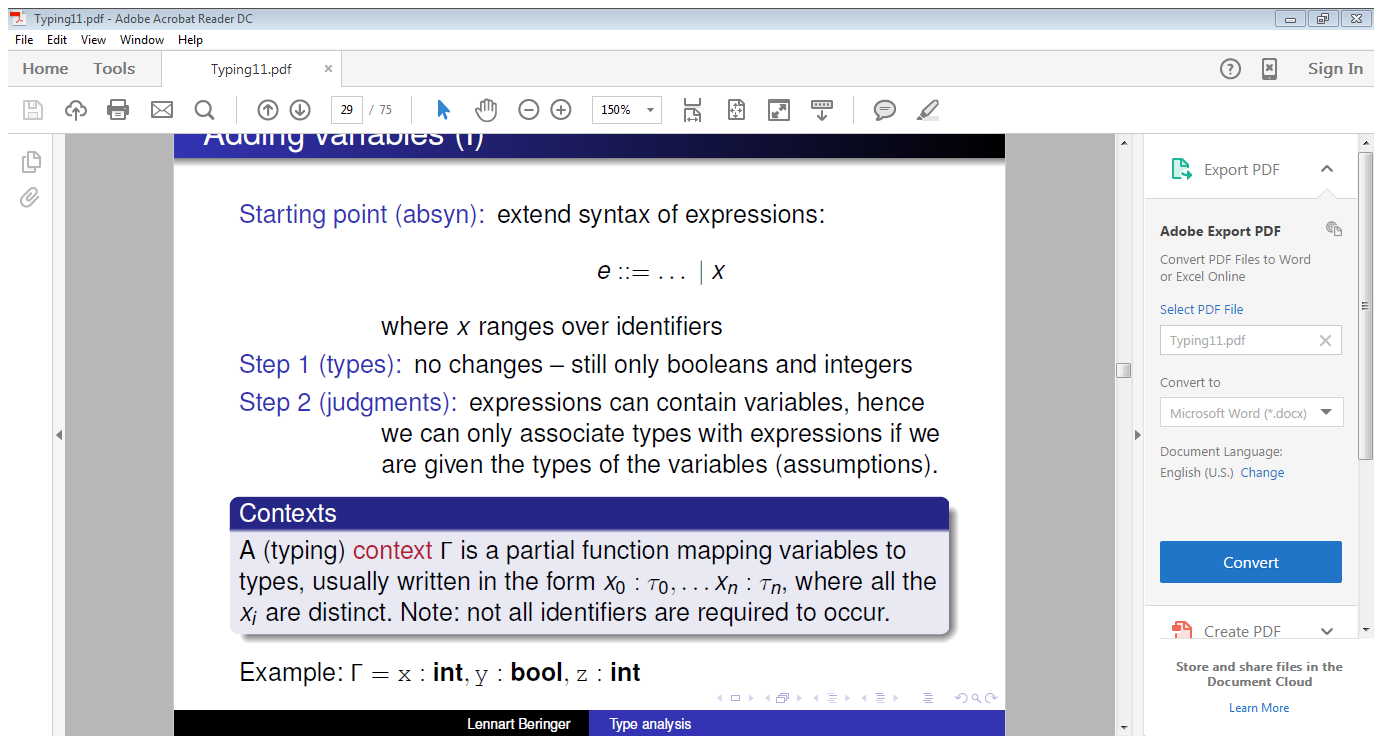 Typing11.pdf - Adobe Acrobat Reader DC
File Edit View Window Help
Home Tools Typing11.pdf × ? Sign In
29 / 75 150%
Adding variables (I)
Starting point (absyn): extend syntax of expressions:
e ::= ... | x
where x ranges over identifiers
Step 1 (types): no changes – still only booleans and integers
Step 2 (judgments): expressions can contain variables, hence
we can only associate types with expressions if we
are given the types of the variables (assumptions).
Contexts
A (typing) context Γ is a partial function mapping variables to
types, usually written in the form x₀ : τ₀, . . . xₙ : τₙ, where all the
xᵢ are distinct. Note: not all identifiers are required to occur.
Example: Γ = x : int, y : bool, z : int
Lennart Beringer Type analysis
Export PDF
Adobe Export PDF
Convert PDF Files to Word
or Excel Online
Select PDF File
Typing11.pdf
Convert to
Microsoft Word (*.docx)
Document Language:
English (U.S.) Change
Convert
Create PDF
Store and share files in the
Document Cloud
Learn More